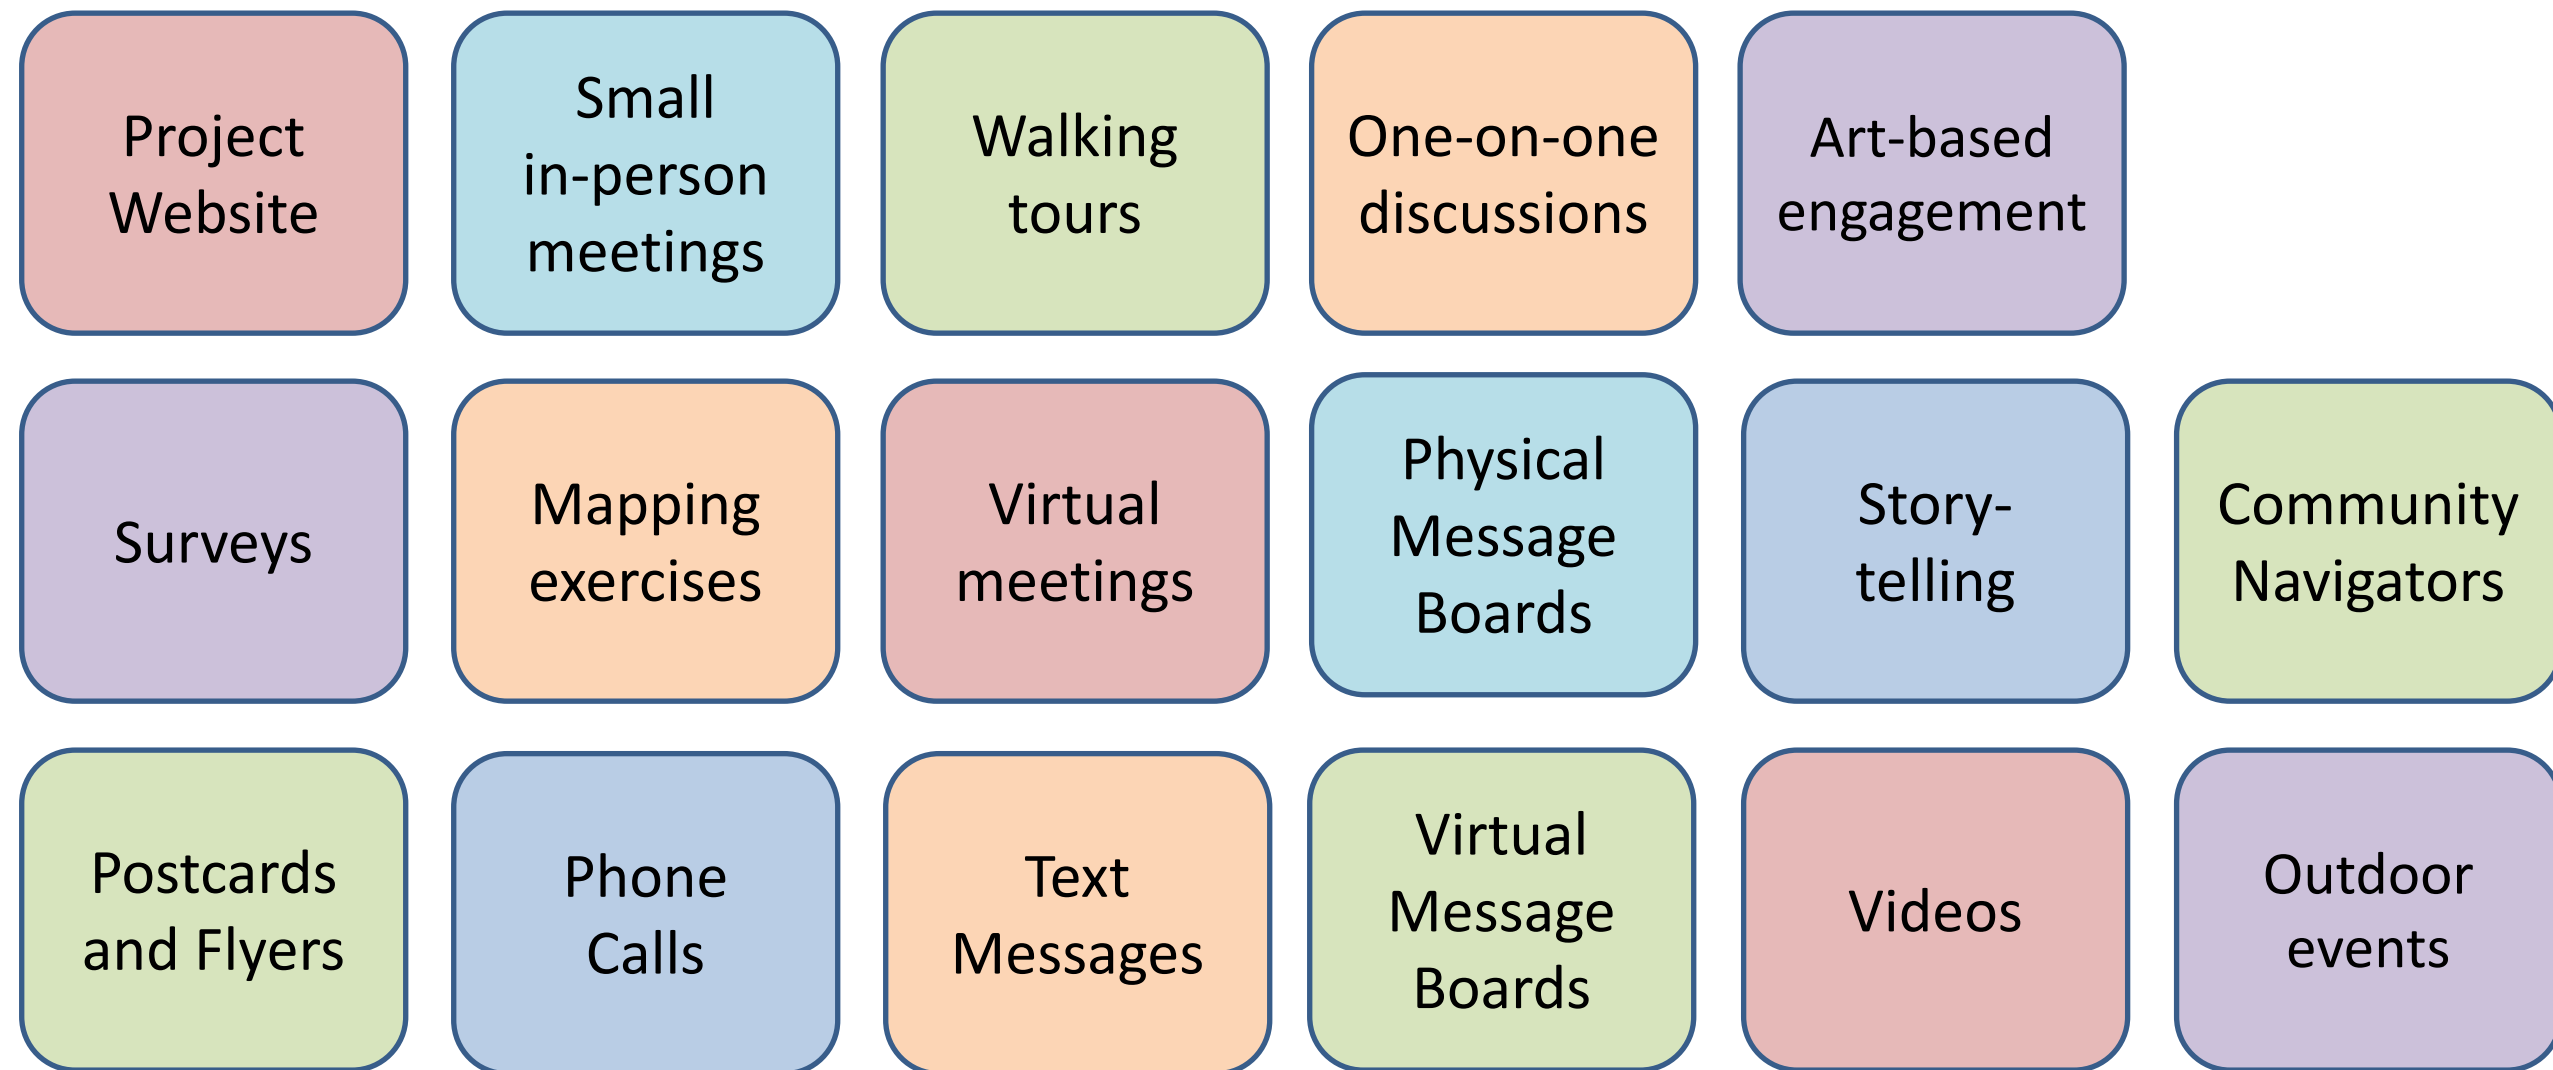 Project
Website
Small
in-person
meetings
Walking
tours
One-on-one
discussions
Art-based
engagement
Surveys
Mapping
exercises
Virtual
meetings
Physical
Message
Boards
Story-
telling
Community
Navigators
Postcards
and Flyers
Phone
Calls
Text
Messages
Virtual
Message
Boards
Videos
Outdoor
events